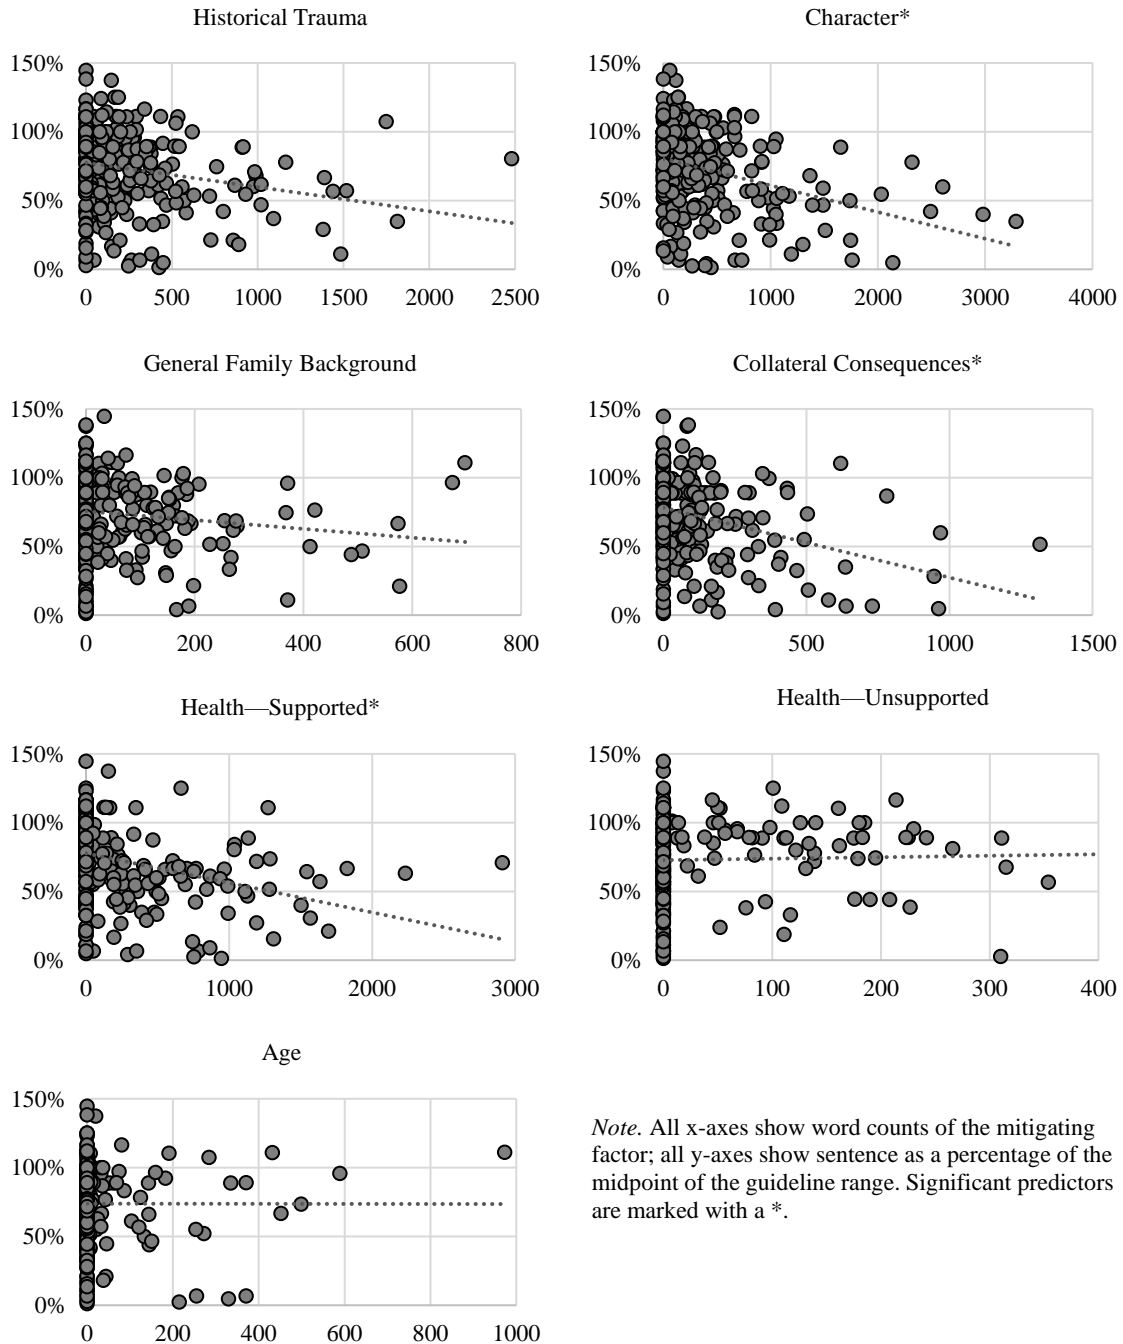 Historical Trauma
150%
100%
50%
0%
0 500 1000 1500 2000 2500
Character*
150%
100%
50%
0%
0 1000 2000 3000 4000
General Family Background
150%
100%
50%
0%
0 200 400 600 800
Collateral Consequences*
150%
100%
50%
0%
0 500 1000 1500
Health—Supported*
150%
100%
50%
0%
0 1000 2000 3000
Health—Unsupported
150%
100%
50%
0%
0 100 200 300 400
Age
150%
100%
50%
0%
0 200 400 600 800 1000
Note. All x-axes show word counts of the mitigating
factor; all y-axes show sentence as a percentage of the
midpoint of the guideline range. Significant predictors
are marked with a *.